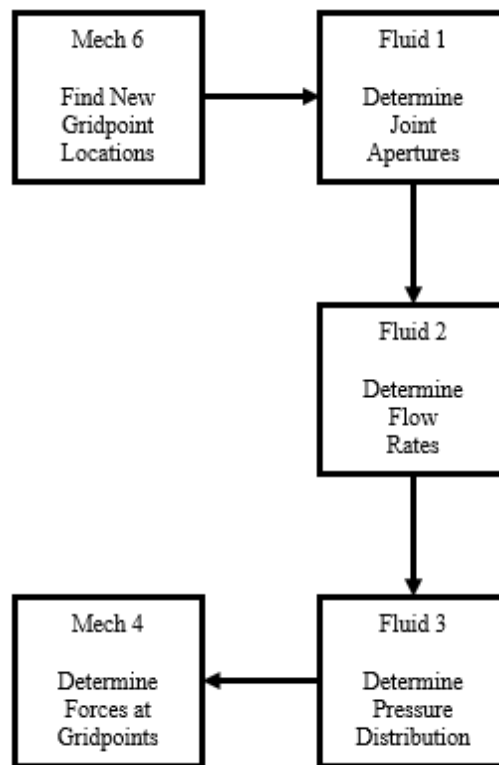 Mech 6
Find New
Gridpoint
Locations
Fluid 1
Determine
Joint
Apertures
Fluid 2
Determine
Flow
Rates
Fluid 3
Determine
Pressure
Distribution
Mech 4
Determine
Forces at
Gridpoints